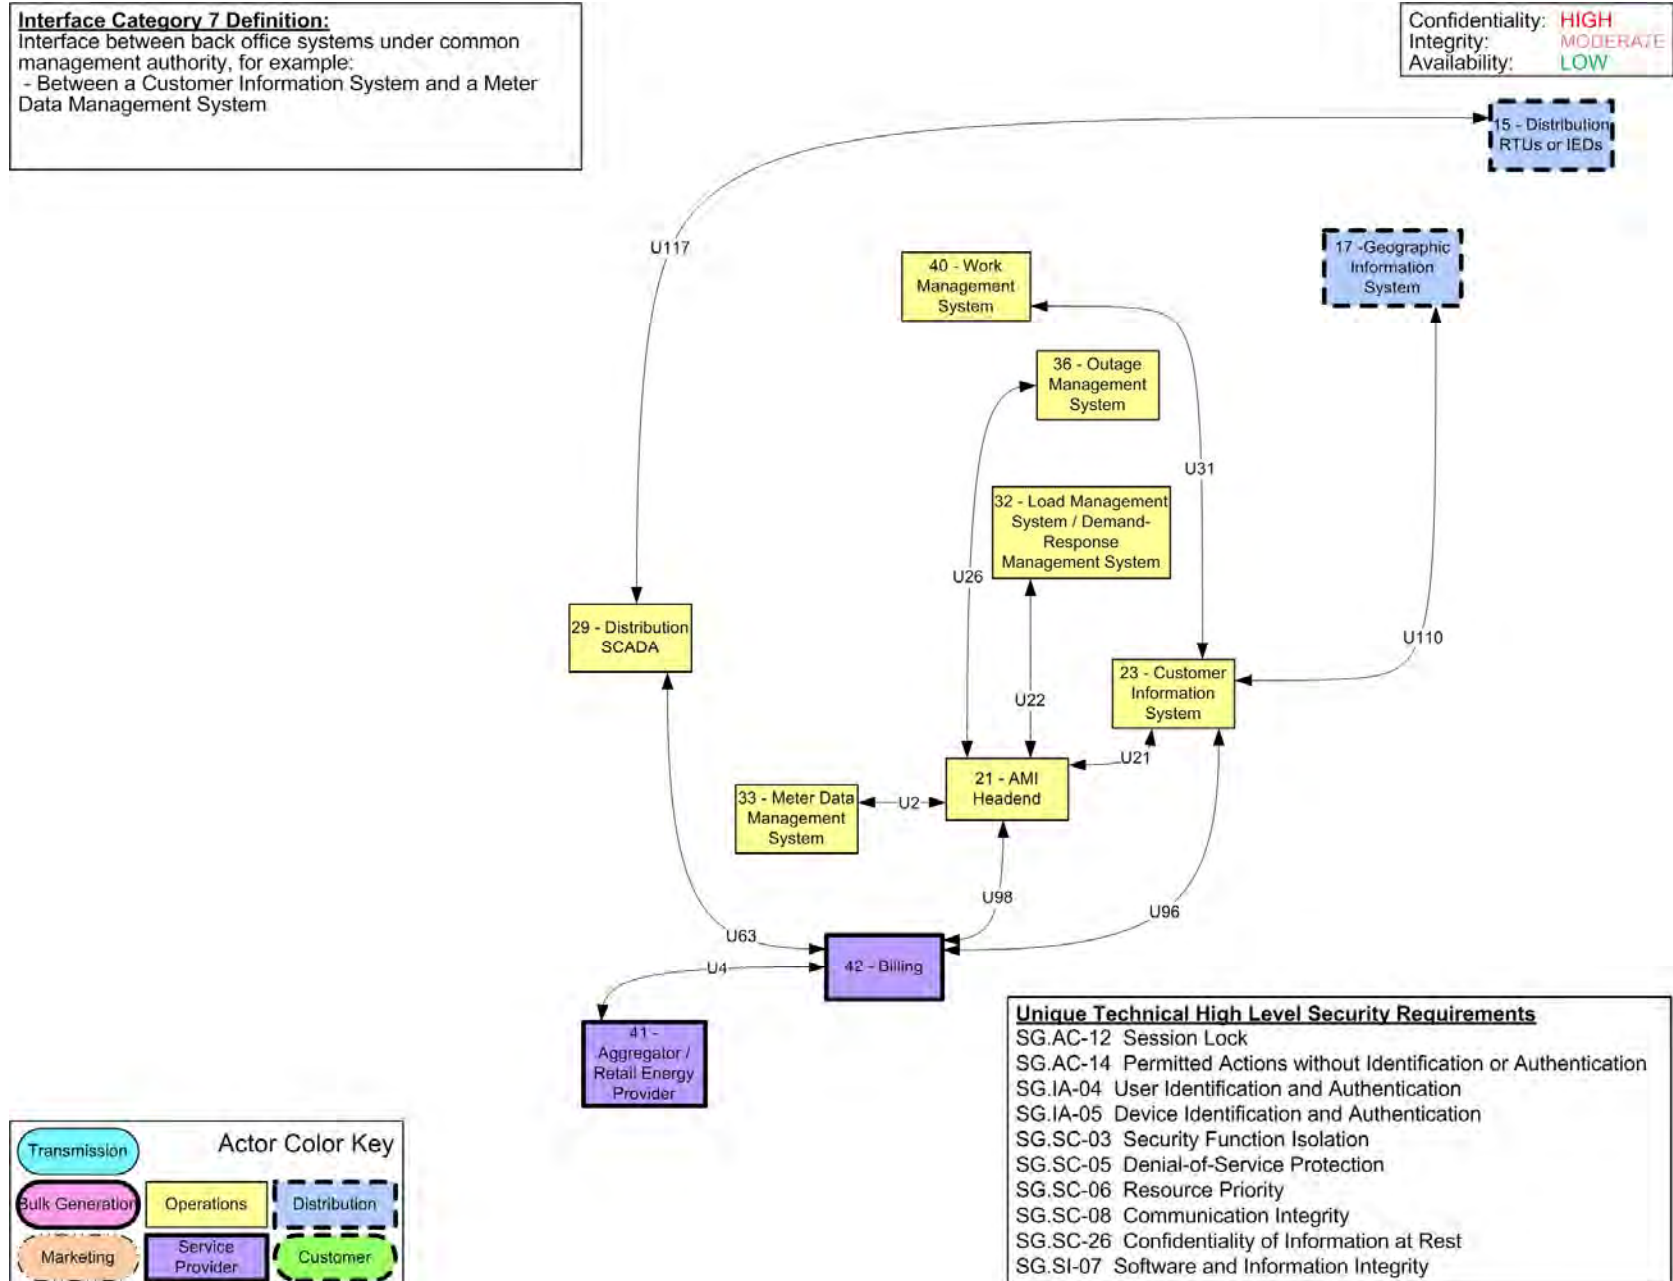 Interface Category 7 Definition:
Interface between back office systems under common
management authority, for example:
- Between a Customer Information System and a Meter
Data Management System
Confidentiality: HIGH
Integrity: MODERATE
Availability: LOW
15 - Distribution
RTUs or IEDs
U117
17 -Geographic
Information
System
40 - Work
Management
System
36 - Outage
Management
System
U31
32 - Load Management
System / Demand-
Response
Management System
U26
29 - Distribution
SCADA
U110
23 - Customer
Information
System
U22
U21
21 - AMI
Headend
33 - Meter Data
Management
System
U2
U98
U96
U63
42 - Billing
U4
41 -
Aggregator /
Retail Energy
Provider
Unique Technical High Level Security Requirements
SG.AC-12 Session Lock
SG.AC-14 Permitted Actions without Identification or Authentication
SG.IA-04 User Identification and Authentication
SG.IA-05 Device Identification and Authentication
SG.SC-03 Security Function Isolation
SG.SC-05 Denial-of-Service Protection
SG.SC-06 Resource Priority
SG.SC-08 Communication Integrity
SG.SC-26 Confidentiality of Information at Rest
SG.SI-07 Software and Information Integrity
Actor Color Key
Transmission
Bulk Generation
Operations
Distribution
Marketing
Service
Provider
Customer